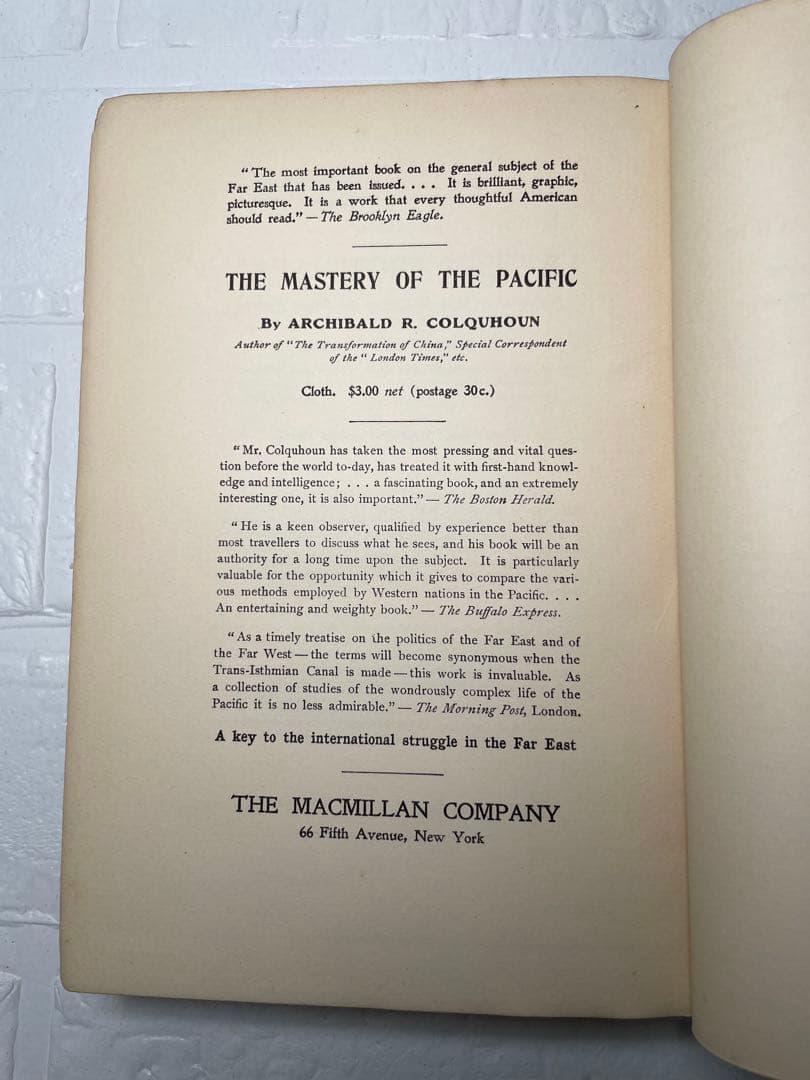 "The most important book on the general subject of the
Far East that has been issued. . . . It is brilliant, graphic,
picturesque. It is a work that every thoughtful American
should read." — The Brooklyn Eagle.
THE MASTERY OF THE PACIFIC
By ARCHIBALD R. COLQUHOUN
Author of "The Transformation of China," Special Correspondent
of the "London Times," etc.
Cloth. $3.00 net (postage 30c.)
"Mr. Colquhoun has taken the most pressing and vital ques-
tion before the world to-day, has treated it with first-hand knowl-
edge and intelligence; . . . a fascinating book, and an extremely
interesting one, it is also important." — The Boston Herald.
"He is a keen observer, qualified by experience better than
most travellers to discuss what he sees, and his book will be an
authority for a long time upon the subject. It is particularly
valuable for the opportunity which it gives to compare the vari-
ous methods employed by Western nations in the Pacific. . . .
An entertaining and weighty book." — The Buffalo Express.
"As a timely treatise on the politics of the Far East and of
the Far West — the terms will become synonymous when the
Trans-Isthmian Canal is made — this work is invaluable. As
a collection of studies of the wondrously complex life of the
Pacific it is no less admirable." — The Morning Post, London.
A key to the international struggle in the Far East
THE MACMILLAN COMPANY
66 Fifth Avenue, New York